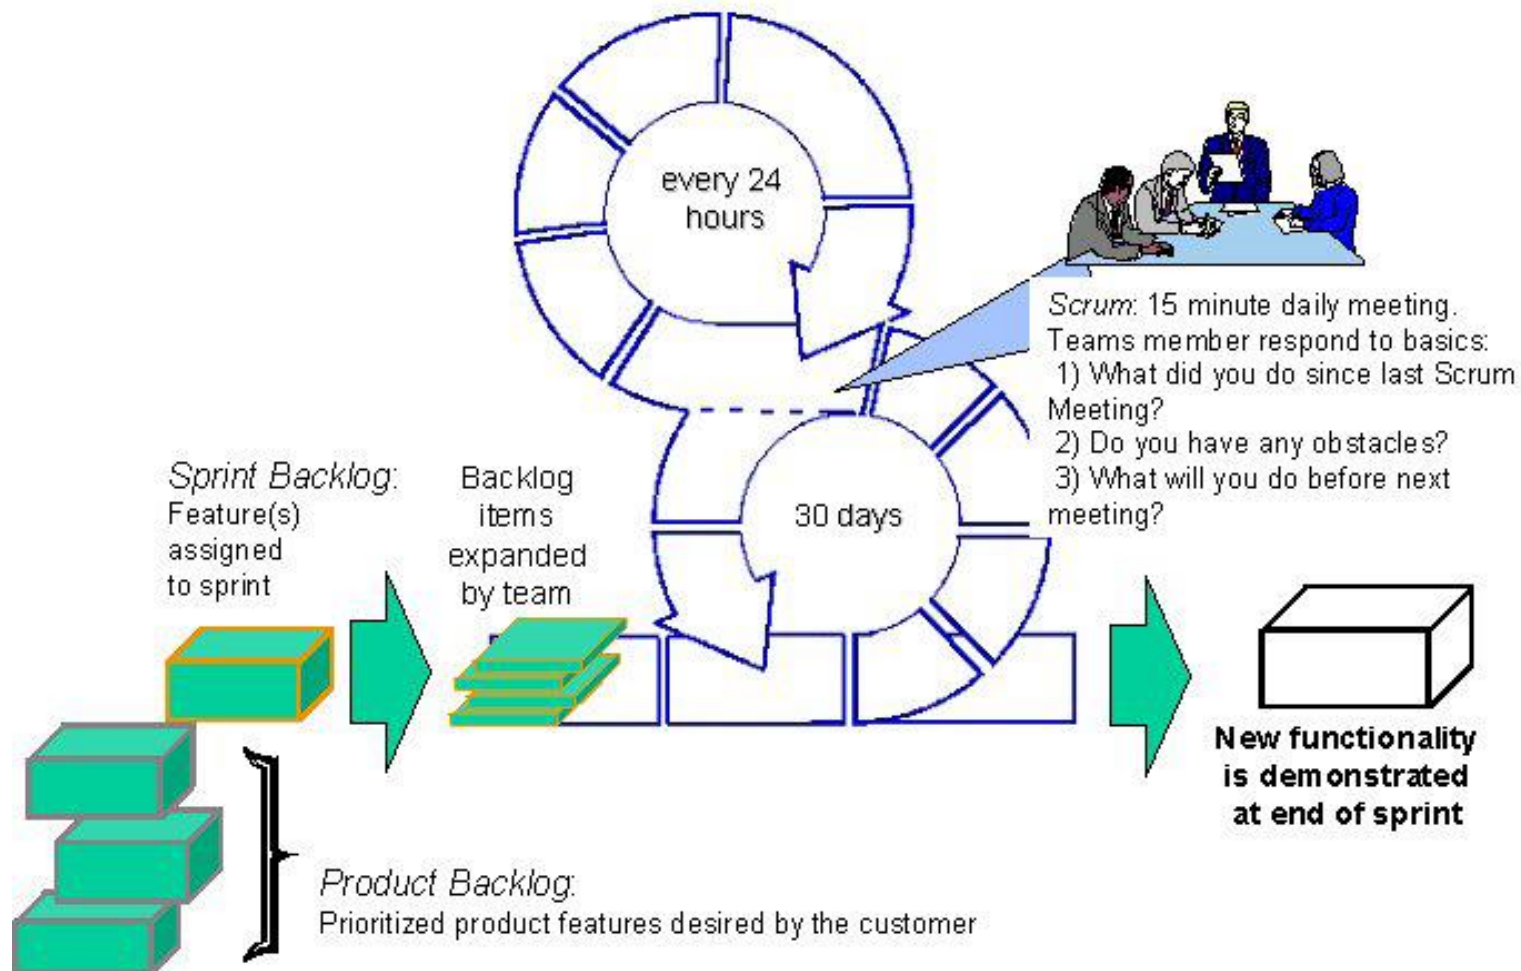 every 24
hours
Scrum: 15 minute daily meeting.
Teams member respond to basics:
1) What did you do since last Scrum
Meeting?
2) Do you have any obstacles?
3) What will you do before next
meeting?
30 days
Sprint Backlog:
Feature(s)
assigned
to sprint
Backlog
items
expanded
by team
New functionality
is demonstrated
at end of sprint
Product Backlog:
Prioritized product features desired by the customer